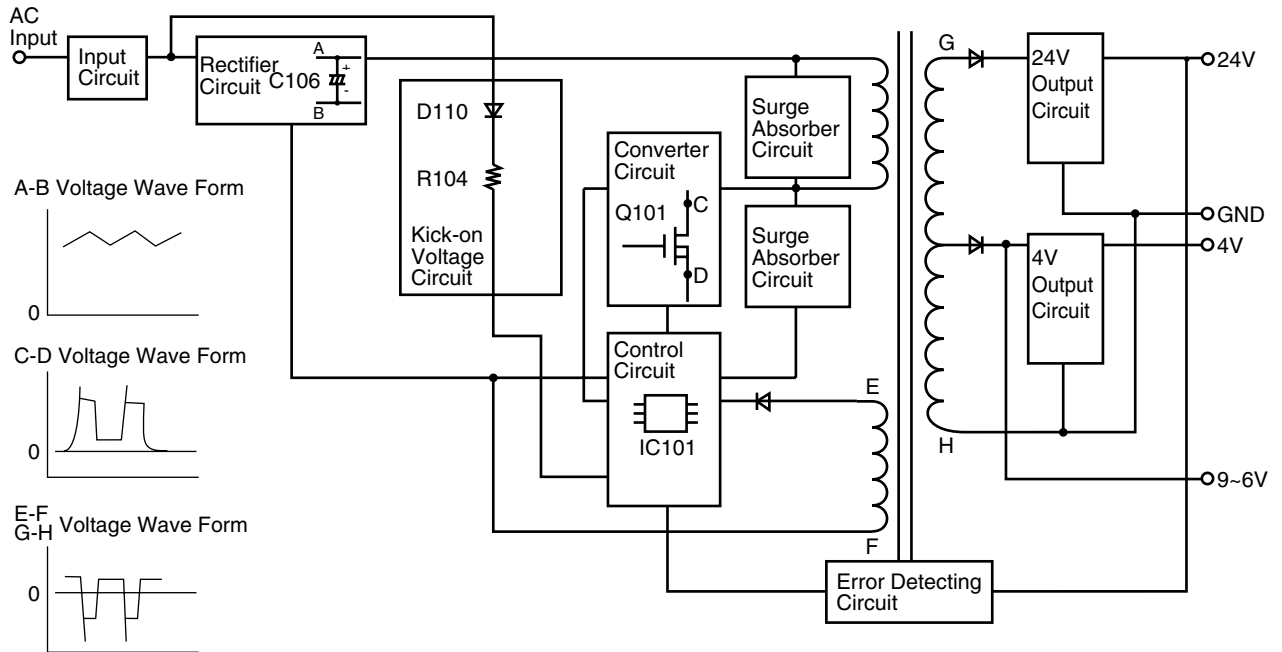 AC
Input
Input
Circuit
Rectifier
Circuit
C106
A
+
-
B
D110
R104
Kick-on
Voltage
Circuit
Converter
Circuit
Q101
C
D
Surge
Absorber
Circuit
Surge
Absorber
Circuit
Control
Circuit
IC101
E
F
G
H
24V
Output
Circuit
24V
GND
4V
Output
Circuit
4V
9~6V
Error Detecting
Circuit
A-B Voltage Wave Form
0
C-D Voltage Wave Form
0
E-F
G-H Voltage Wave Form
0